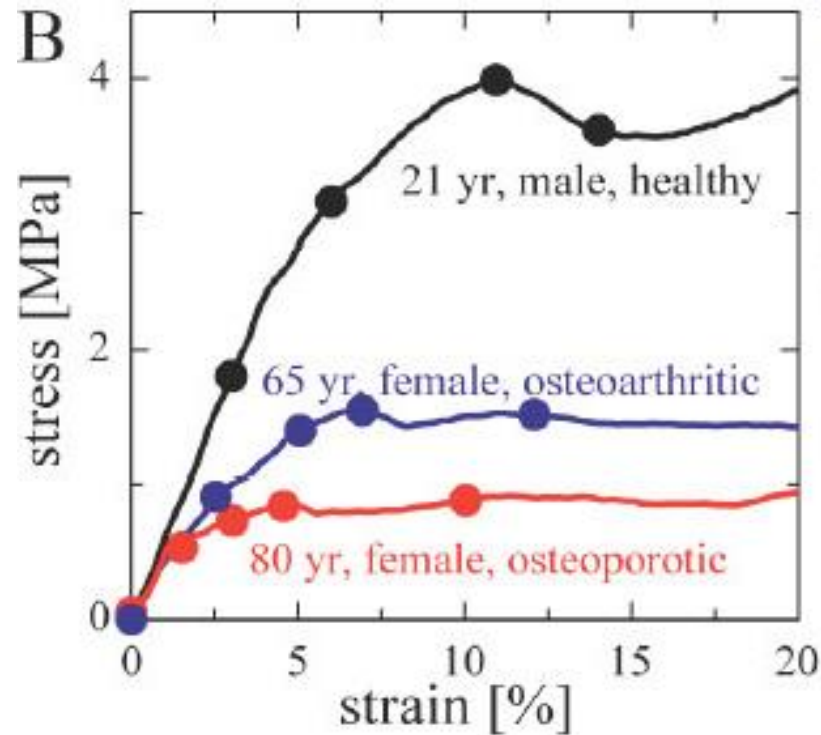 B
stress [MPa]
4
2
0
21 yr, male, healthy
65 yr, female, osteoarthritic
80 yr, female, osteoporotic
0 5 10 15 20
strain [%]